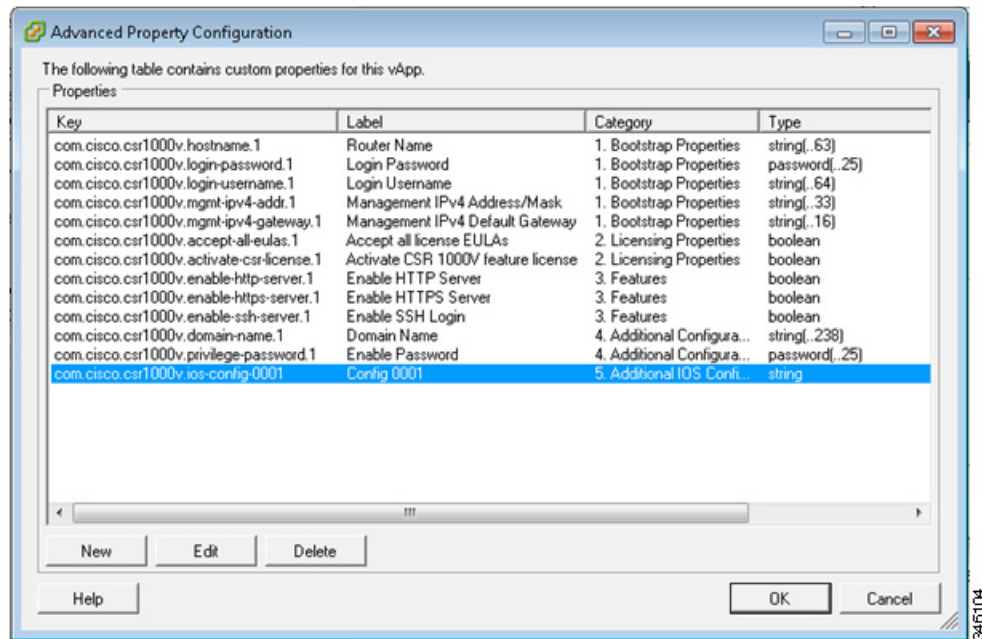 Advanced Property Configuration
The following table contains custom properties for this vApp.
Properties
Key Label Category Type
com.cisco.csr1000v.hostname.1 Router Name 1. Bootstrap Properties string(..63)
com.cisco.csr1000v.login-password.1 Login Password 1. Bootstrap Properties password(..25)
com.cisco.csr1000v.login-username.1 Login Username 1. Bootstrap Properties string(..64)
com.cisco.csr1000v.mgmt-ipv4-addr.1 Management IPv4 Address/Mask 1. Bootstrap Properties string(..33)
com.cisco.csr1000v.mgmt-ipv4-gateway.1 Management IPv4 Default Gateway 1. Bootstrap Properties string(..16)
com.cisco.csr1000v.accept-all-eulas.1 Accept all license EULAs 2. Licensing Properties boolean
com.cisco.csr1000v.activate-csr-license.1 Activate CSR 1000V feature license 2. Licensing Properties boolean
com.cisco.csr1000v.enable-http-server.1 Enable HTTP Server 3. Features boolean
com.cisco.csr1000v.enable-https-server.1 Enable HTTPS Server 3. Features boolean
com.cisco.csr1000v.enable-ssh-server.1 Enable SSH Login 3. Features boolean
com.cisco.csr1000v.domain-name.1 Domain Name 4. Additional Configura... string(..238)
com.cisco.csr1000v.privilege-password.1 Enable Password 4. Additional Configura... password(..25)
com.cisco.csr1000v.ios-config-0001 Config 0001 5. Additional IOS Confi... string
New Edit Delete
Help OK Cancel
346104